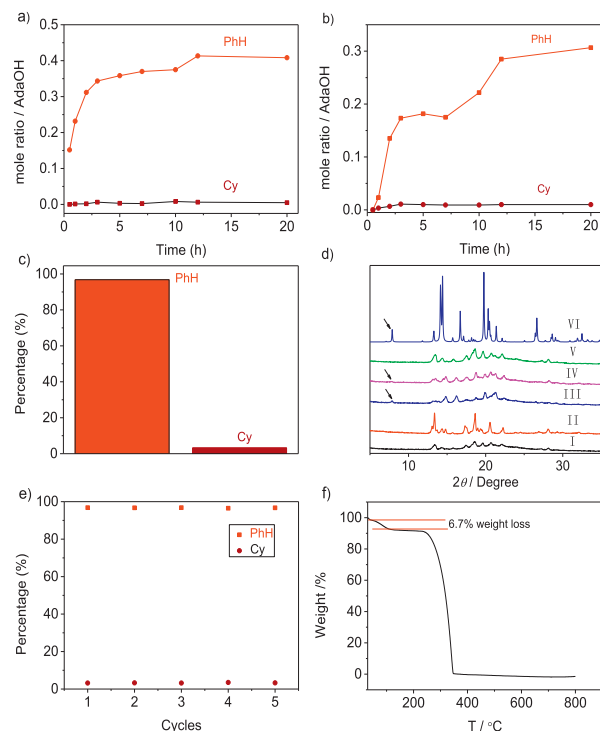 a)
0.5
0.4
0.3
0.2
0.1
0.0
mole ratio / AdaOH
PhH
Cy
0 5 10 15 20
Time (h)
b)
0.3
0.2
0.1
0.0
mole ratio / AdaOH
PhH
Cy
0 5 10 15 20
Time (h)
c)
100
80
60
40
20
0
Percentage (%)
PhH
Cy
d)
VI
V
IV
III
II
I
10 20 30
2θ / Degree
e)
100
80
60
40
20
0
Percentage (%)
PhH
Cy
1 2 3 4 5
Cycles
f)
120
100
80
60
40
20
0
Weight /%
6.7% weight loss
200 400 600 800
T / °C